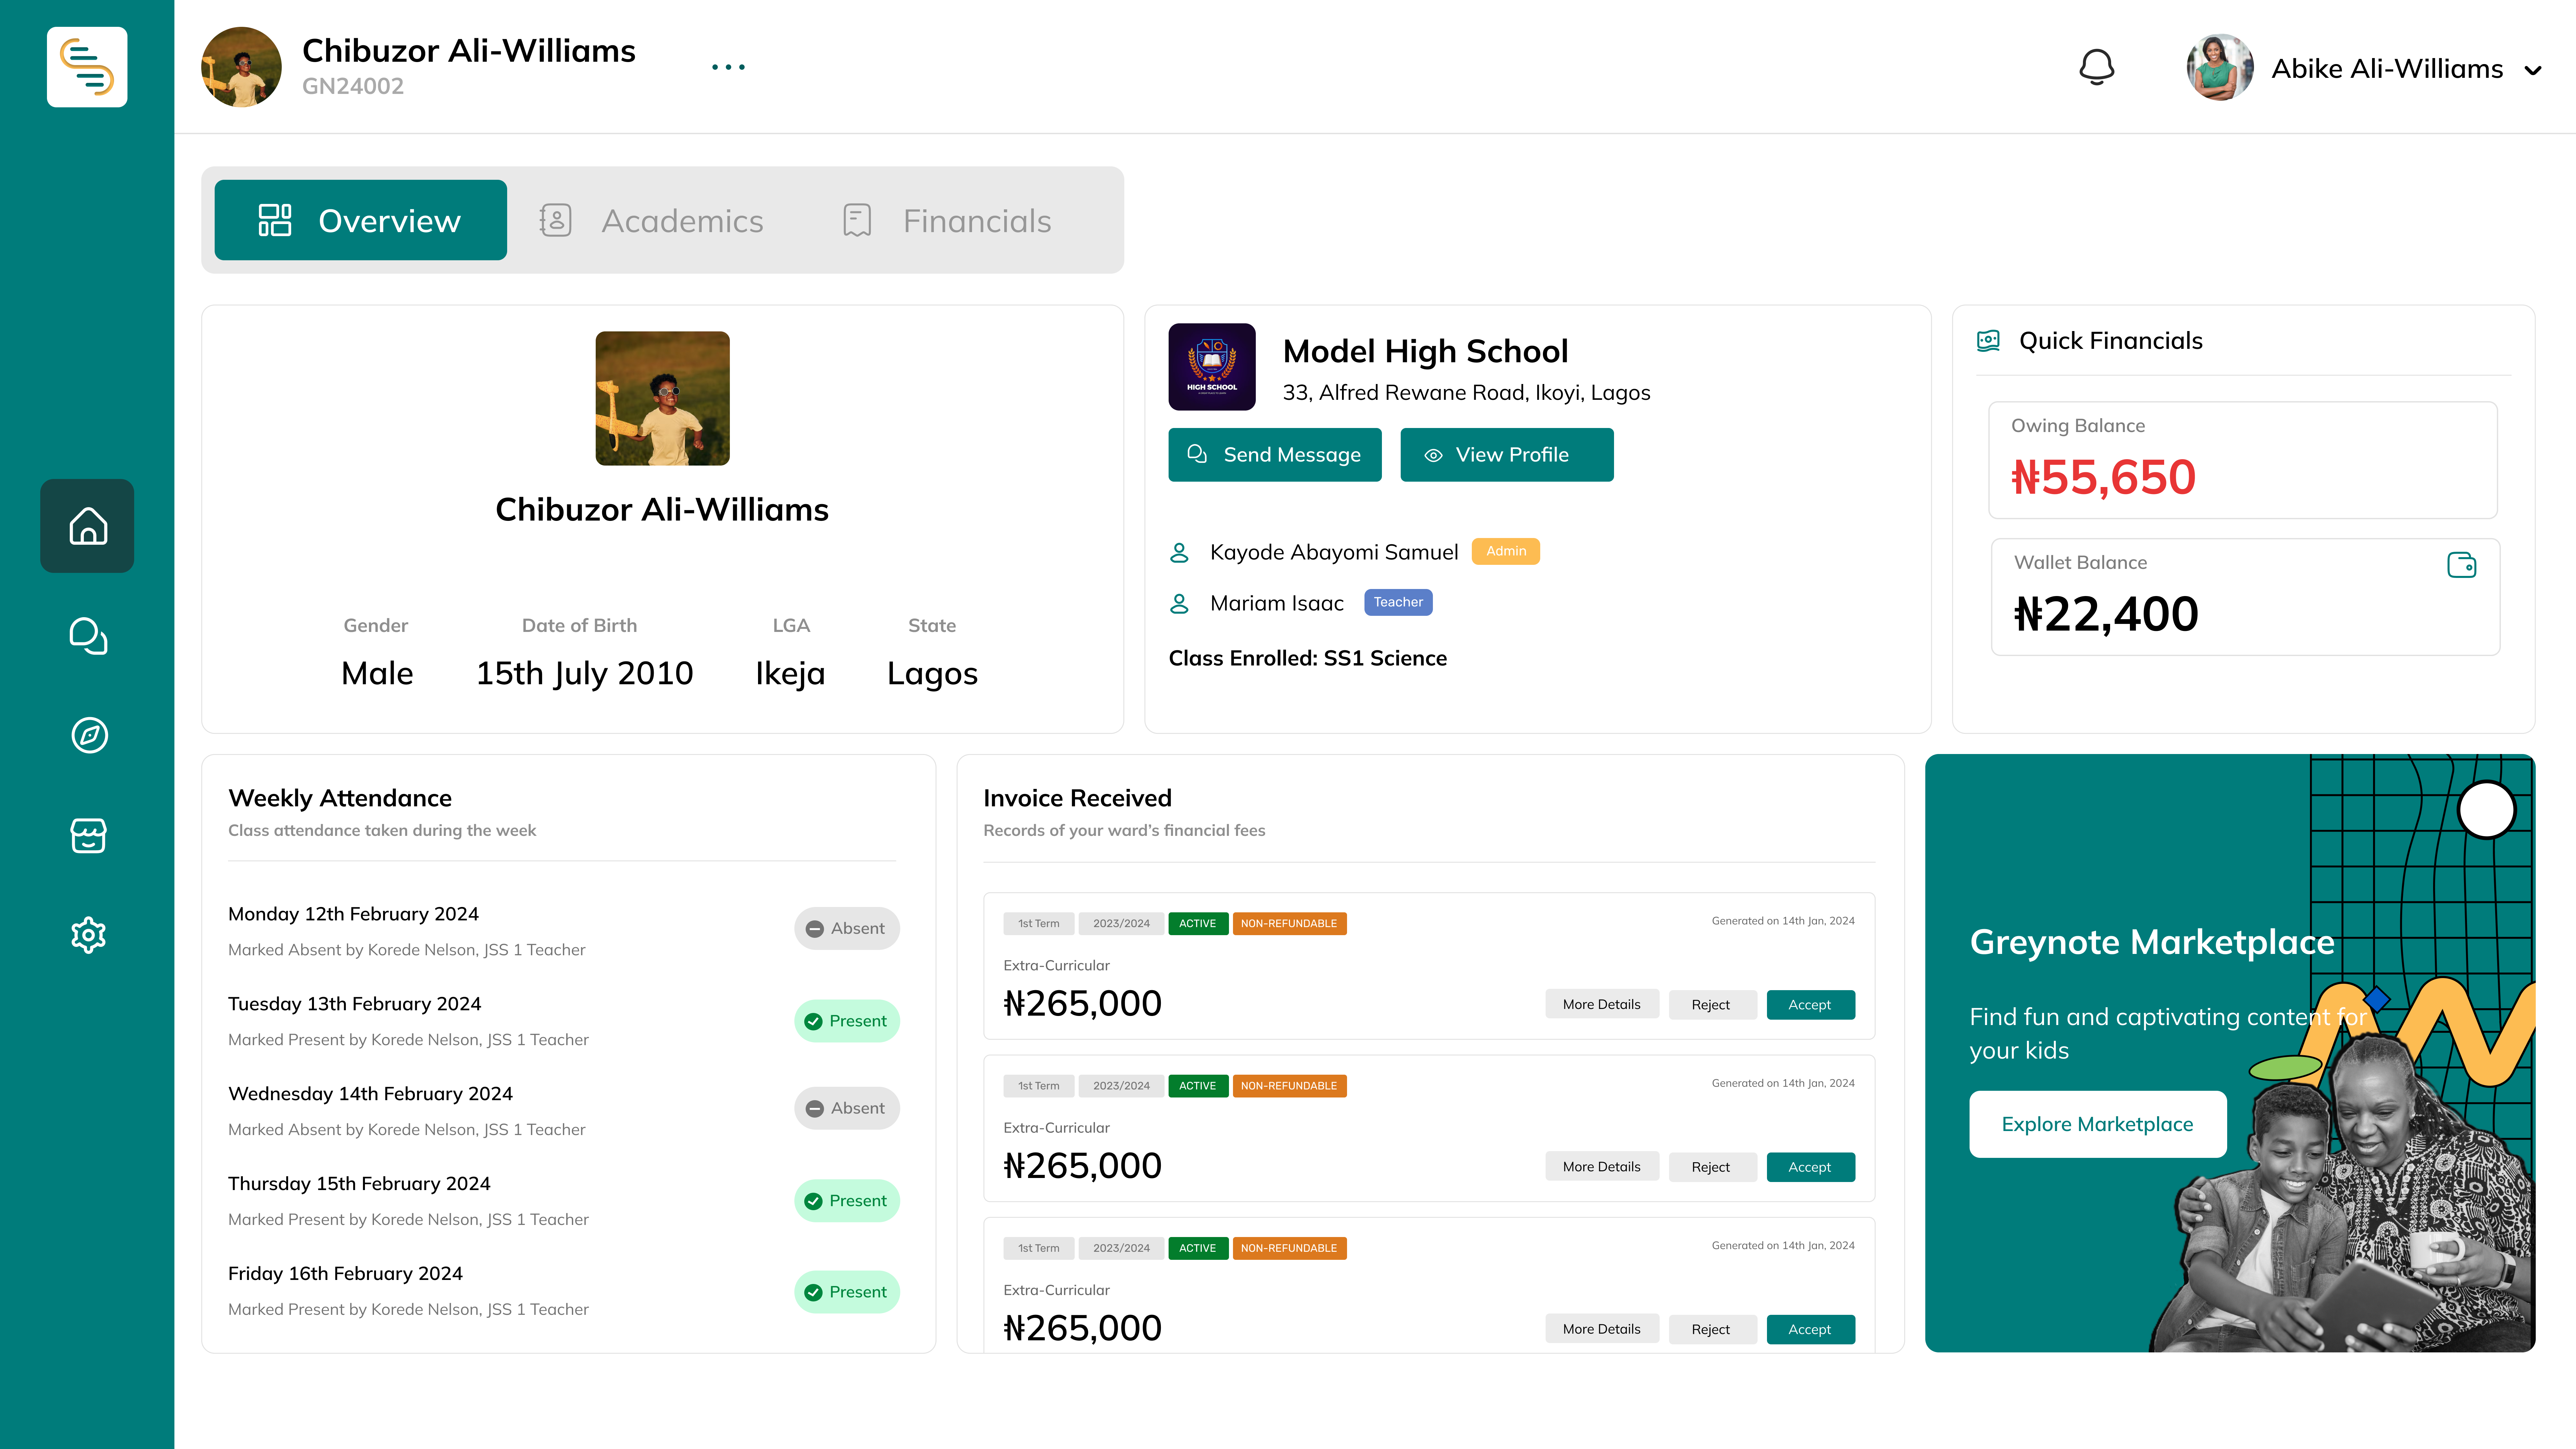 Chibuzor Ali-Williams
GN24002
Abike Ali-Williams
Overview
Academics
Financials
Chibuzor Ali-Williams
Gender
Date of Birth
LGA
State
Male
15th July 2010
Ikeja
Lagos
HIGH SCHOOL
Model High School
33, Alfred Rewane Road, Ikoyi, Lagos
Send Message
View Profile
Kayode Abayomi Samuel
Admin
Mariam Isaac
Teacher
Class Enrolled: SS1 Science
Quick Financials
Owing Balance
₦55,650
Wallet Balance
₦22,400
Weekly Attendance
Class attendance taken during the week
Monday 12th February 2024
Marked Absent by Korede Nelson, JSS 1 Teacher
Absent
Tuesday 13th February 2024
Marked Present by Korede Nelson, JSS 1 Teacher
Present
Wednesday 14th February 2024
Marked Absent by Korede Nelson, JSS 1 Teacher
Absent
Thursday 15th February 2024
Marked Present by Korede Nelson, JSS 1 Teacher
Present
Friday 16th February 2024
Marked Present by Korede Nelson, JSS 1 Teacher
Present
Invoice Received
Records of your ward's financial fees
1st Term
2023/2024
ACTIVE
NON-REFUNDABLE
Generated on 14th Jan, 2024
Extra-Curricular
₦265,000
More Details
Reject
Accept
1st Term
2023/2024
ACTIVE
NON-REFUNDABLE
Generated on 14th Jan, 2024
Extra-Curricular
₦265,000
More Details
Reject
Accept
1st Term
2023/2024
ACTIVE
NON-REFUNDABLE
Generated on 14th Jan, 2024
Extra-Curricular
₦265,000
More Details
Reject
Accept
Greynote Marketplace
Find fun and captivating content for
your kids
Explore Marketplace